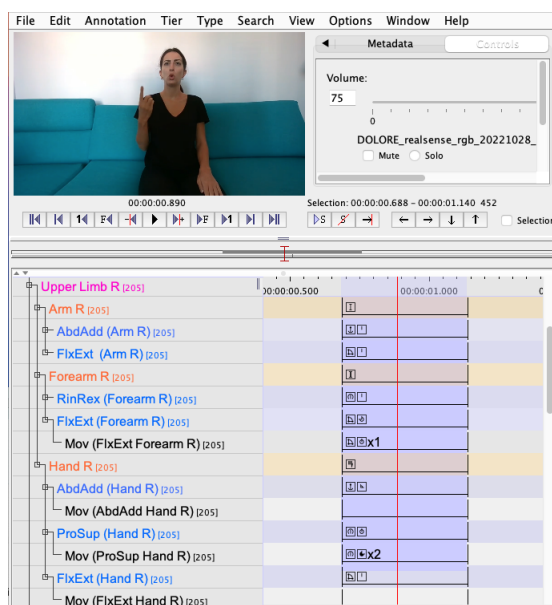 File Edit Annotation Tier Type Search View Options Window Help
Metadata Controls
Volume:
75
0
DOLORE_realsense_rgb_20221028_
Mute Solo
00:00:00.890
Selection: 00:00:00.688 - 00:00:01.140 452
Selection
Upper Limb R [205]
00:00:00.500 00:00:01.000
Arm R [205]
AbdAdd (Arm R) [205]
FlxExt (Arm R) [205]
Forearm R [205]
RinRex (Forearm R) [205]
FlxExt (Forearm R) [205]
Mov (FlxExt Forearm R) [205] x1
Hand R [205]
AbdAdd (Hand R) [205]
Mov (AbdAdd Hand R) [205]
ProSup (Hand R) [205]
Mov (ProSup Hand R) [205] x2
FlxExt (Hand R) [205]
Mov (FlxExt Hand R) [205]